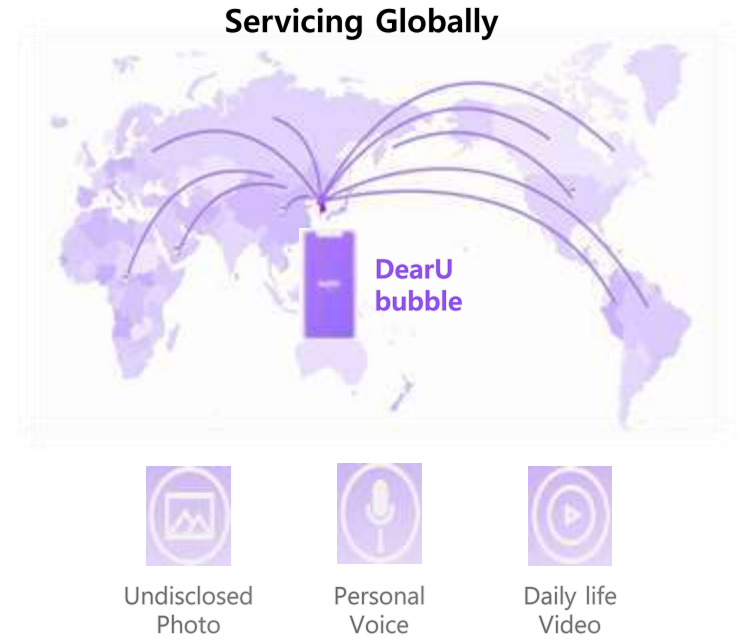 Servicing Globally
DearU
bubble
Undisclosed
Photo
Personal
Voice
Daily life
Video